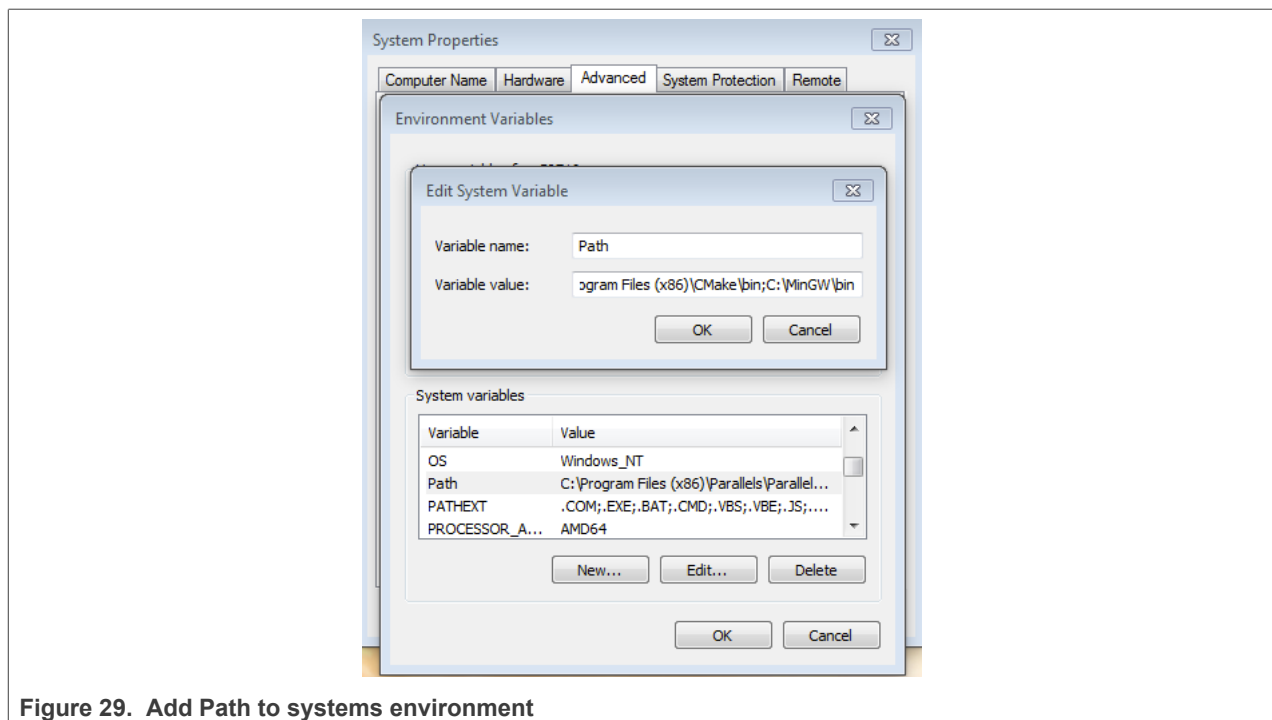 System Properties
Computer Name Hardware Advanced System Protection Remote
Environment Variables
Edit System Variable
Variable name: Path
Variable value: ogram Files (x86)\CMake\bin;C:\MinGW\bin
OK Cancel
System variables
Variable Value
OS Windows_NT
Path C:\Program Files (x86)\Parallels\Parallel...
PATHEXT .COM;.EXE;.BAT;.CMD;.VBS;.VBE;.JS;....
PROCESSOR_A... AMD64
New... Edit... Delete
OK Cancel
Figure 29. Add Path to systems environment